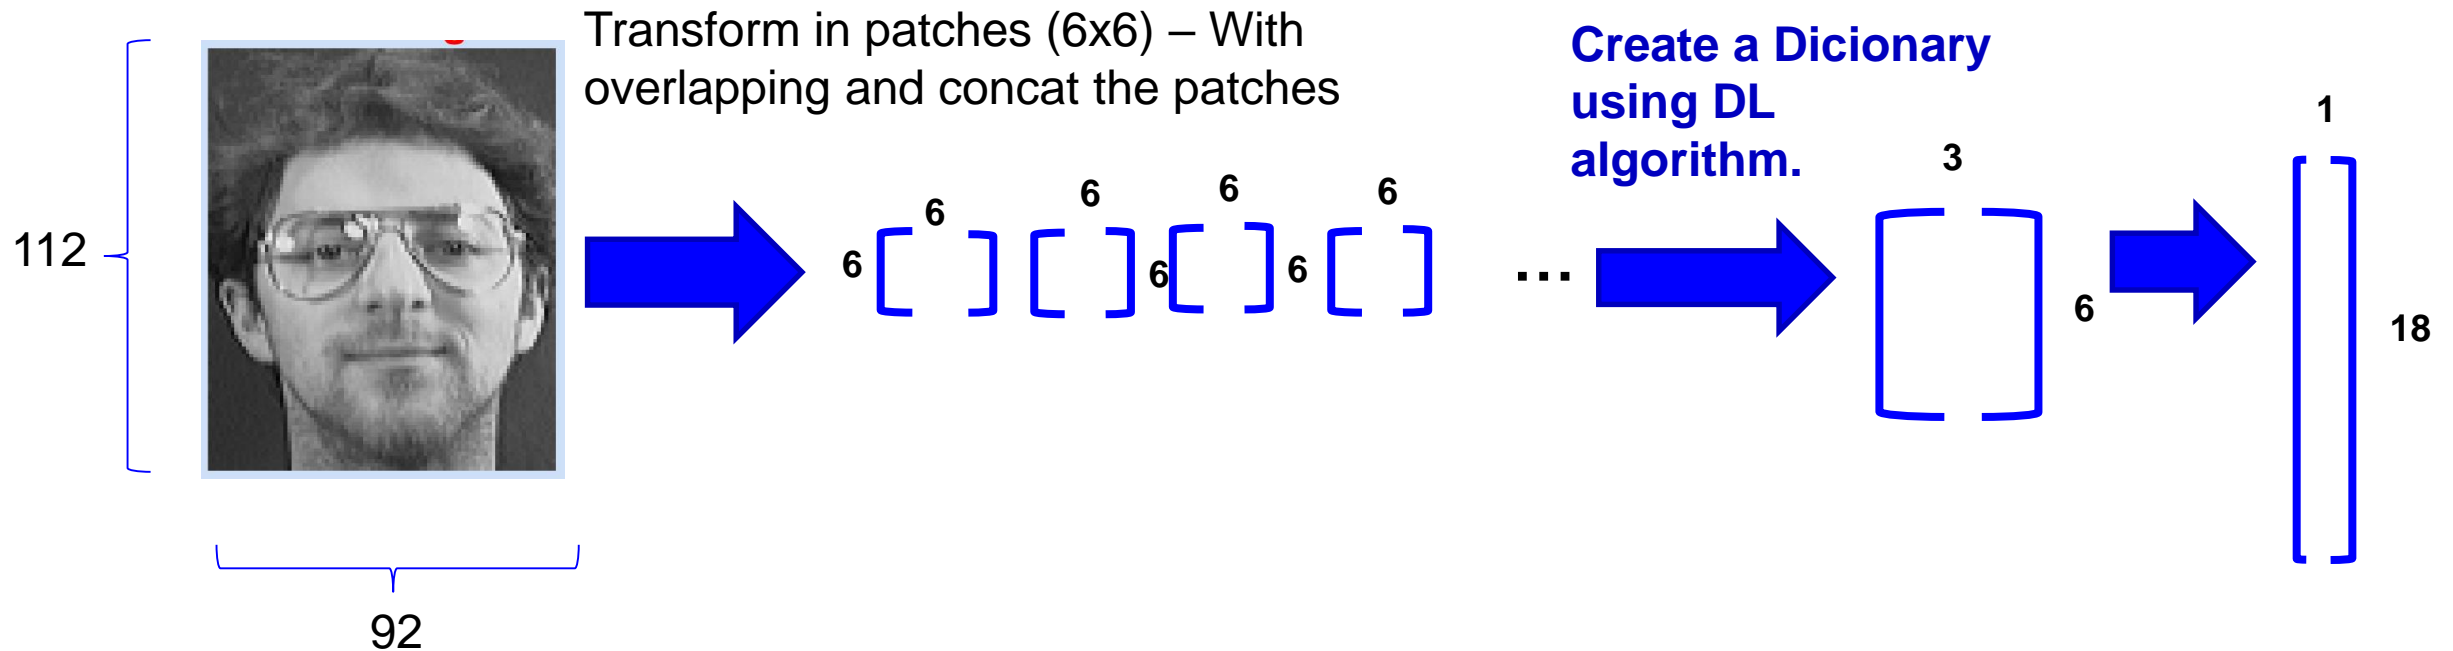 Transform in patches (6x6) – With
overlapping and concat the patches
Create a Dicionary
using DL
algorithm.
112
92
6
6
6
6
6
6
6
...
3
6
1
18